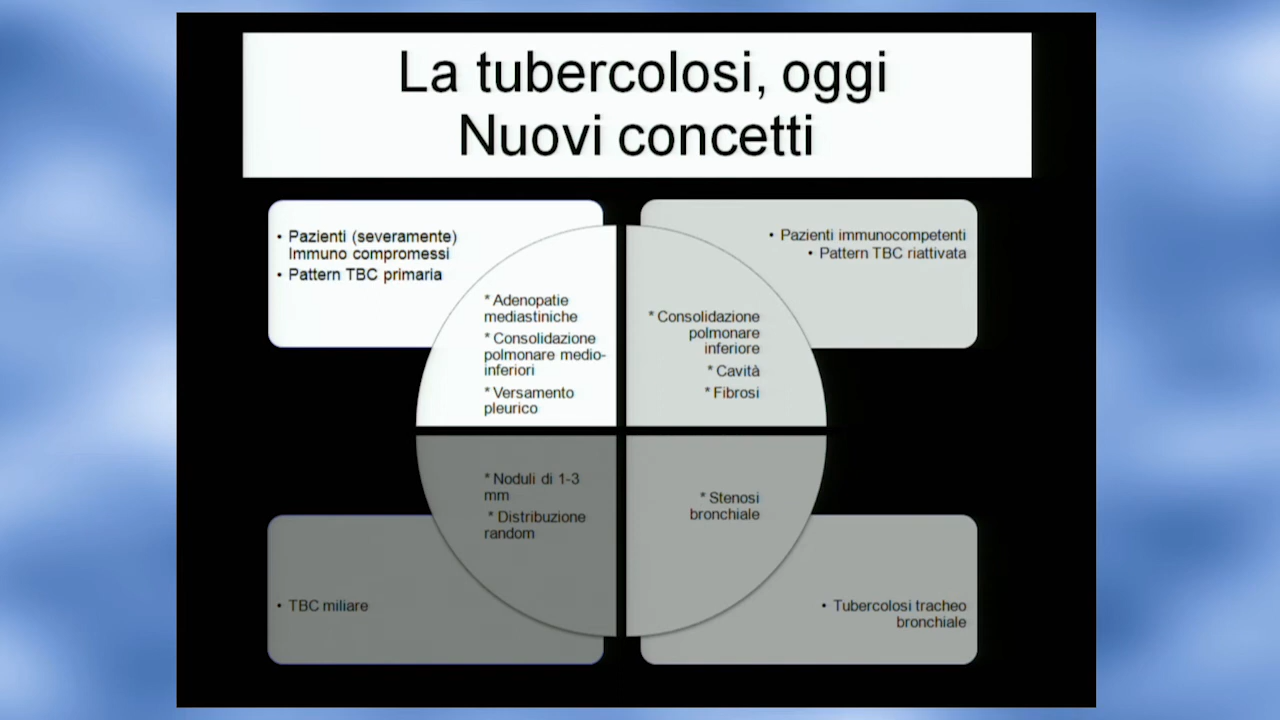 La tubercolosi, oggi
Nuovi concetti
• Pazienti (severamente)
Immuno compromessi
• Pattern TBC primaria
* Adenopatie
mediastiniche
* Consolidazione
polmonare medio-
inferiori
* Versamento
pleurico
• Pazienti immunocompetenti
• Pattern TBC riattivata
* Consolidazione
polmonare
inferiore
* Cavità
* Fibrosi
* Noduli di 1-3
mm
* Distribuzione
random
• TBC miliare
* Stenosi
bronchiale
• Tubercolosi tracheo
bronchiale